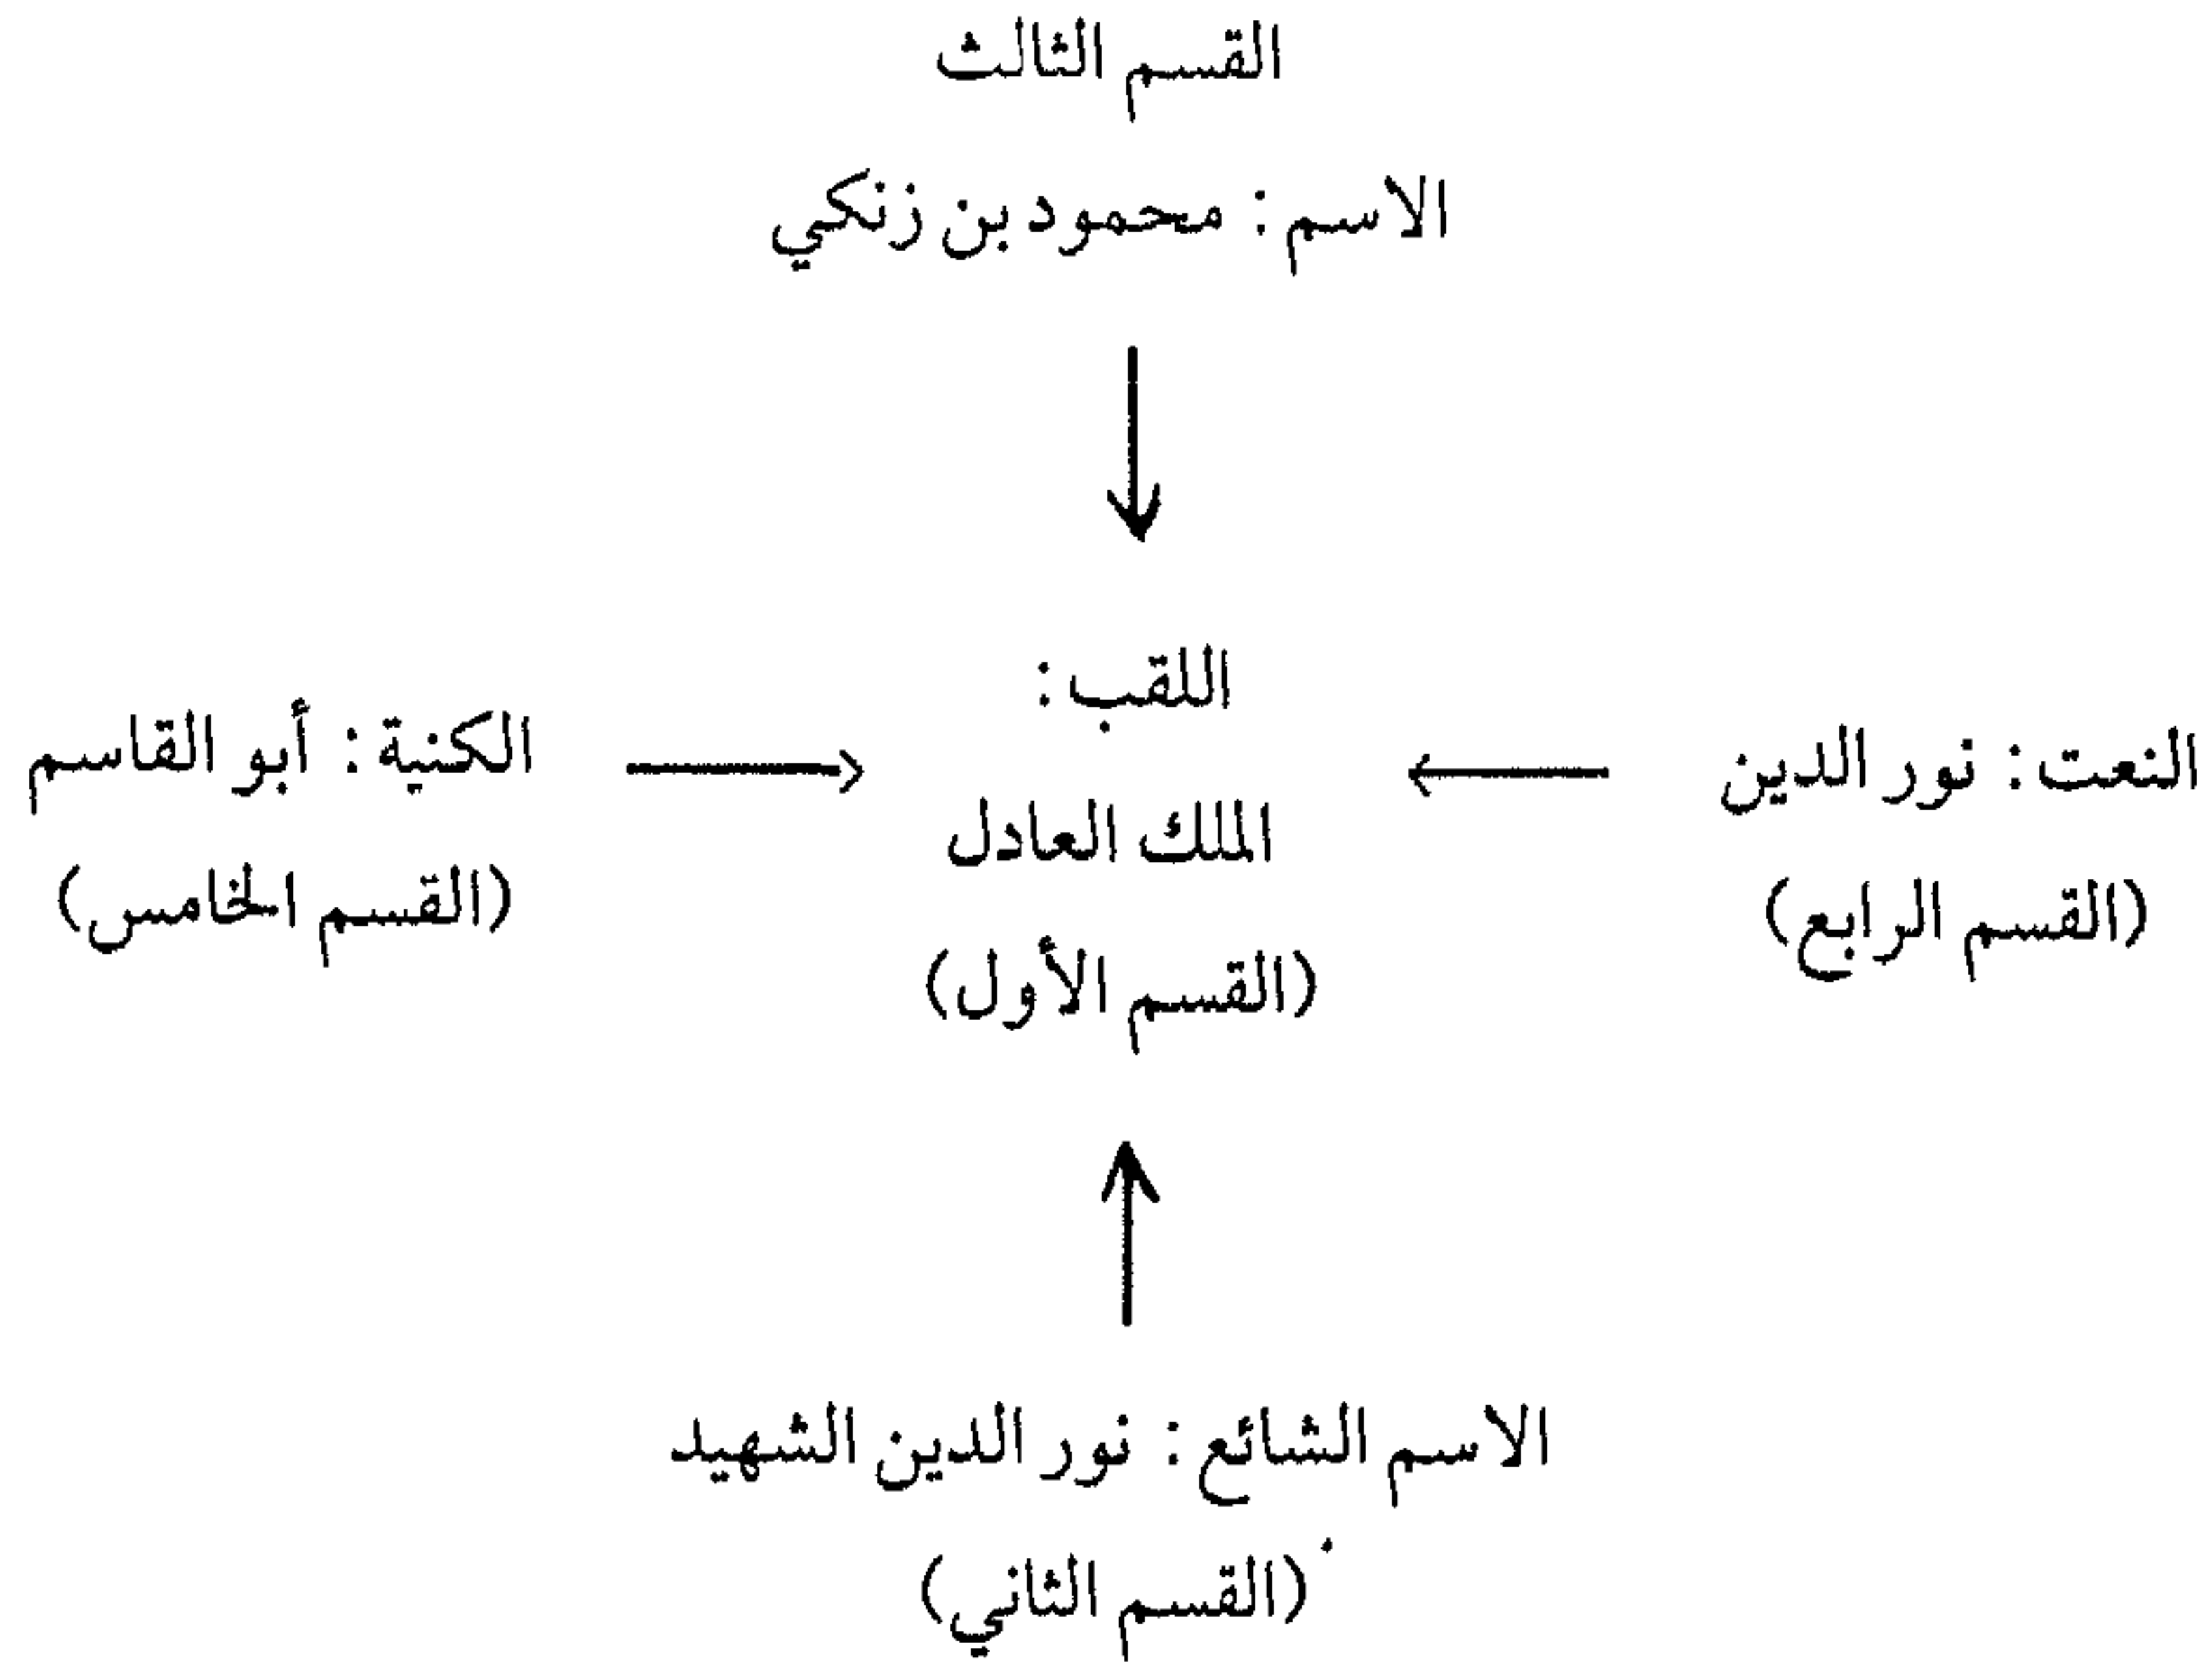 القسم الثالث
الاسم: محمود بن زنكي
النعت: نور الدين
(القسم الرابع)
اللقب:
الملك العادل
(القسم الأول)
الكنية: أبو القاسم
(القسم الخامس)
الاسم الشائع: نور الدين الشهيد
(القسم الثاني)